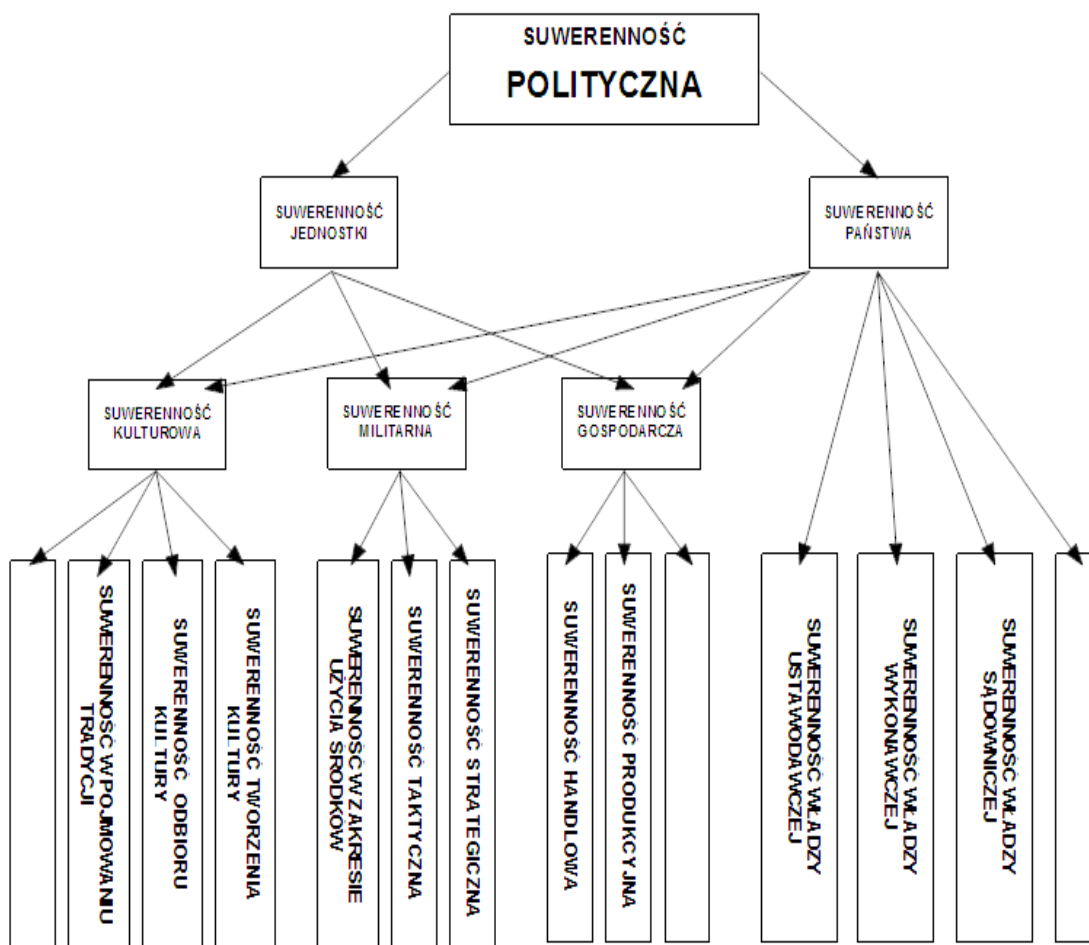 SUWERENNOŚĆ
POLITYCZNA
SUWERENNOŚĆ
JEDNOSTKI
SUWERENNOŚĆ
PAŃSTWA
SUWERENNOŚĆ
KULTUROWA
SUWERENNOŚĆ
MILITARNA
SUWERENNOŚĆ
GOSPODARCZA
SUWERENNOŚĆ W POJMOWANIU
TRADYCJI
SUWERENNOŚĆ ODBIORU
KULTURY
SUWERENNOŚĆ TWORZENIA
KULTURY
SUWERENNOŚĆ W ZAKRESIE
UŻYCIA ŚRODKÓW
SUWERENNOŚĆ TAKTYCZNA
SUWERENNOŚĆ STRATEGICZNA
SUWERENNOŚĆ HANDLOWA
SUWERENNOŚĆ PRODUKCYJNA
SUWERENNOŚĆ WŁADZY
USTAWODAWCZEJ
SUWERENNOŚĆ WŁADZY
WYKONAWCZEJ
SUWERENNOŚĆ WŁADZY
SĄDOWNICZEJ